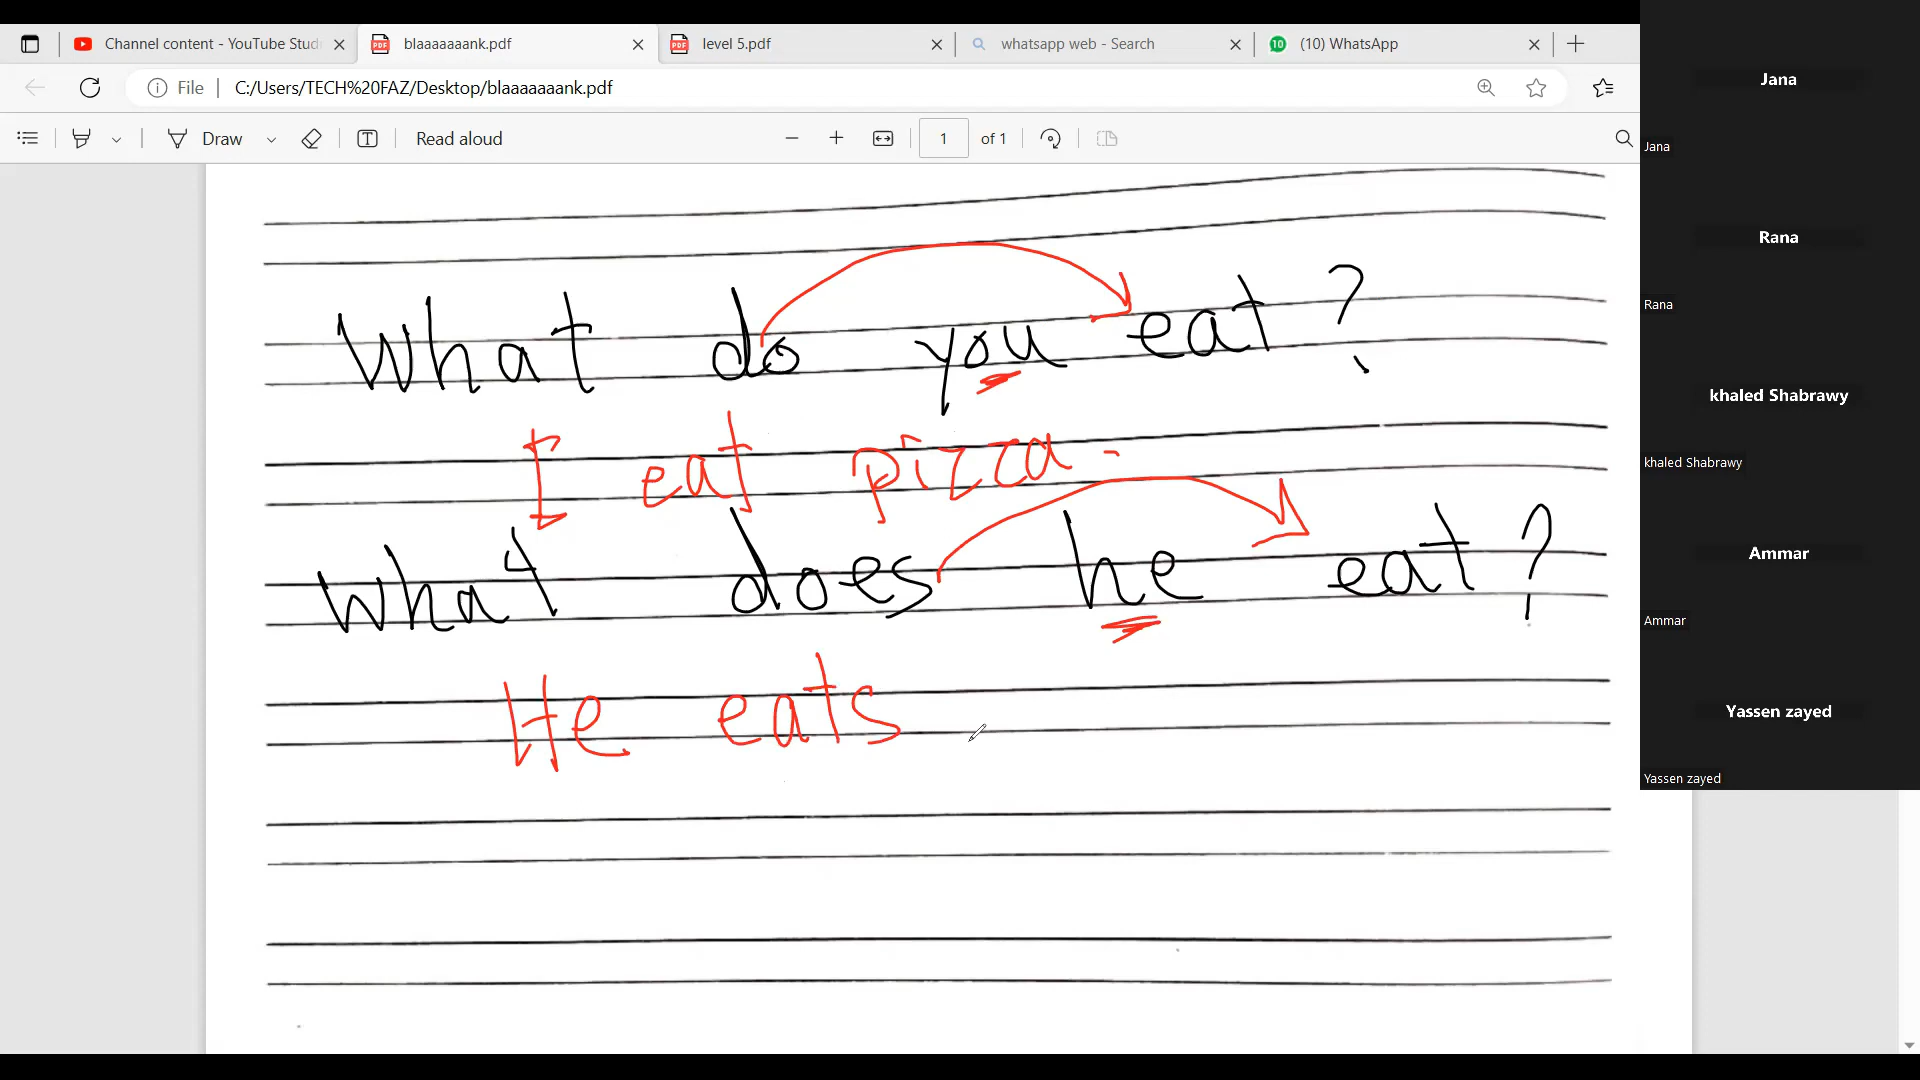 Channel content - YouTube Stud
blaaaaaaank.pdf
level 5.pdf
whatsapp web - Search
(10) WhatsApp
File
C:/Users/TECH%20FAZ/Desktop/blaaaaaaank.pdf
Draw
Read aloud
1
of 1
What do you eat?
I eat pizza.
What does he eat?
He eats
Jana
Jana
Rana
Rana
khaled Shabrawy
khaled Shabrawy
Ammar
Ammar
Yassen zayed
Yassen zayed